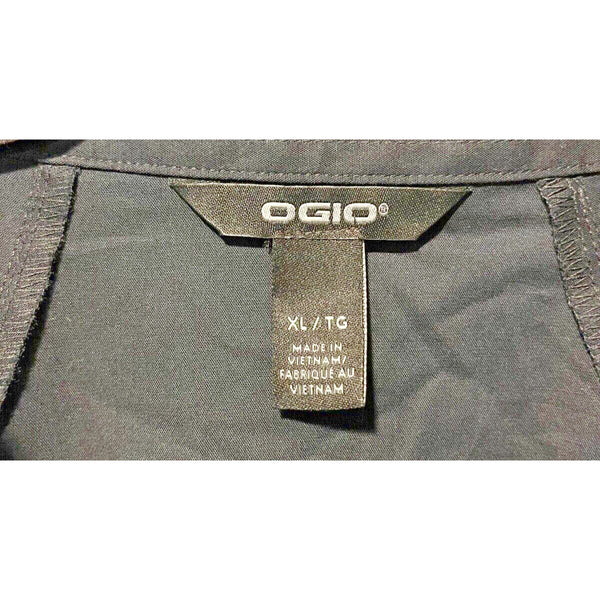 OGIO®
XL / TG
MADE IN
VIETNAM/
FABRIQUÉ AU
VIETNAM